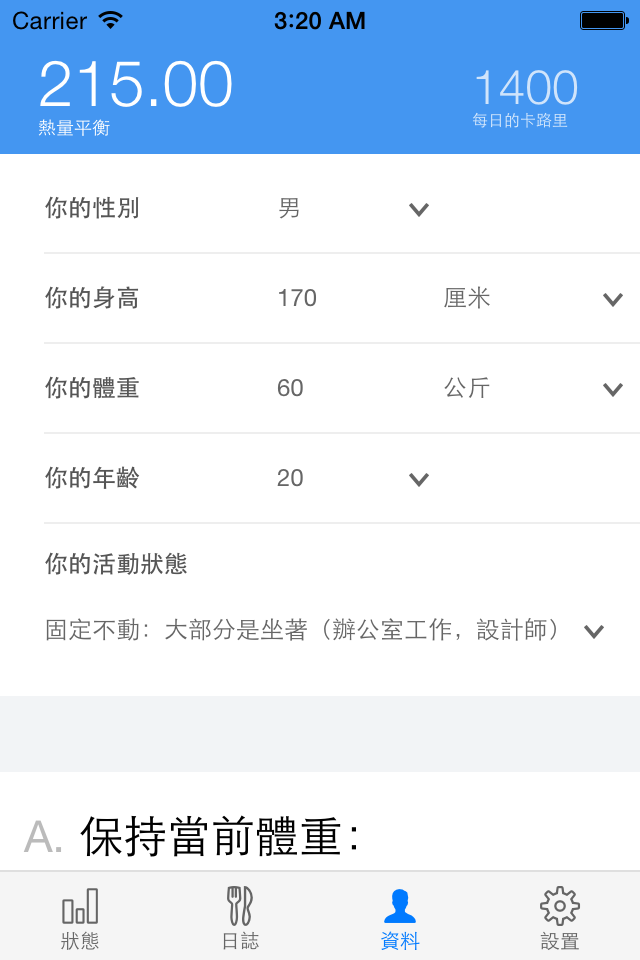 Carrier 3:20 AM
215.00 1400
熱量平衡 每日的卡路里
你的性別 男
你的身高 170 厘米
你的體重 60 公斤
你的年齡 20
你的活動狀態
固定不動：大部分是坐著（辦公室工作，設計師）
A. 保持當前體重：
狀態 日誌 資料 設置